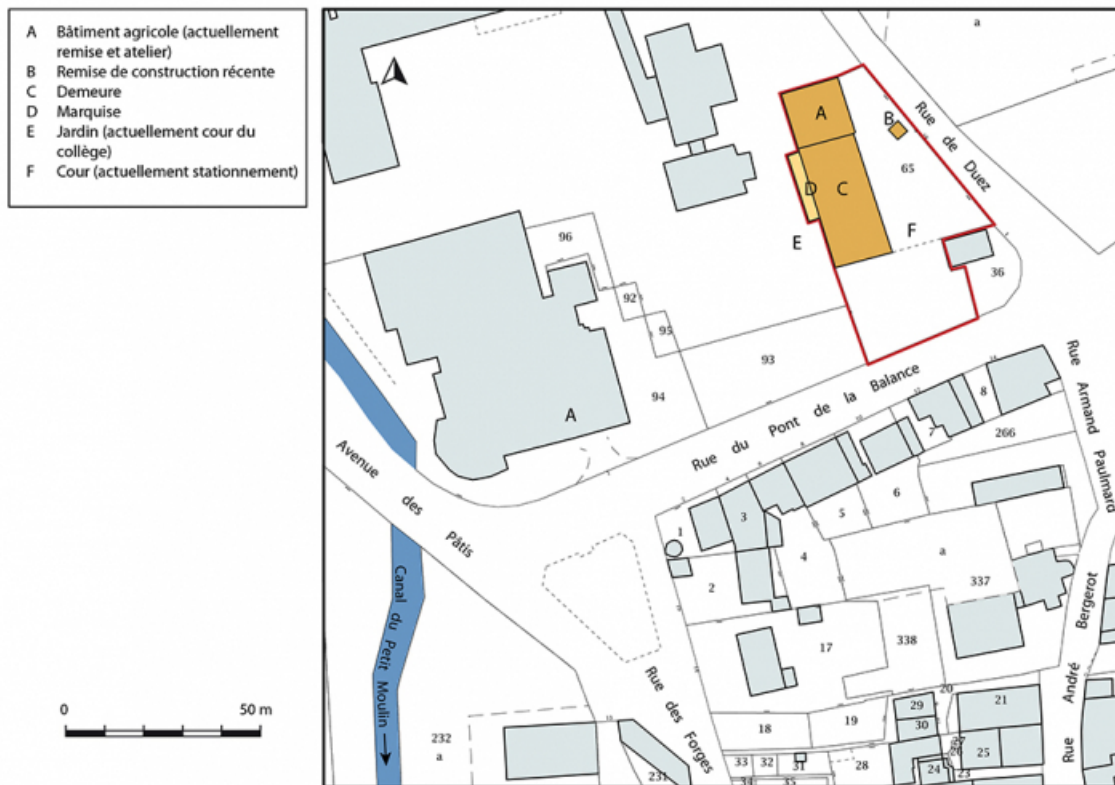 A Bâtiment agricole (actuellement
remise et atelier)
B Remise de construction récente
C Demeure
D Marquise
E Jardin (actuellement cour du
collège)
F Cour (actuellement stationnement)
a
A
B
Rue de Duez
65
D
C
F
E
96
36
92
95
93
94
A
Rue du Pont de la Balance
Rue Armand Paulmard
8
7
266
6
5
3
1
4
2
a
337
Avenue des Pâtis
Canal du Petit Moulin
17
338
Rue André Bergerot
Rue des Forges
20
29
21
30
19
18
0 50 m
232
a
231
33
32
31
28
26
25
24
23
34
35